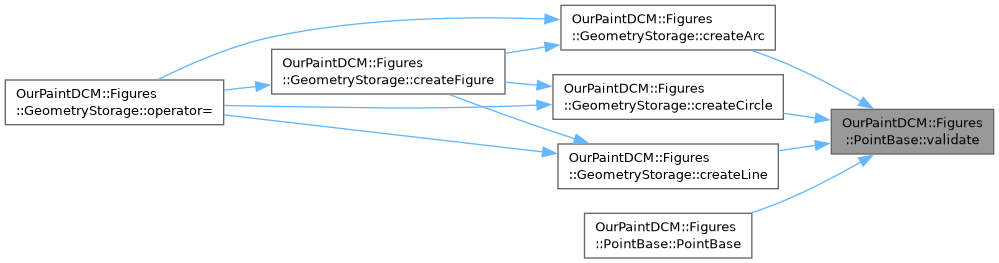 OurPaintDCM::Figures
::GeometryStorage::operator=
OurPaintDCM::Figures
::GeometryStorage::createFigure
OurPaintDCM::Figures
::GeometryStorage::createArc
OurPaintDCM::Figures
::GeometryStorage::createCircle
OurPaintDCM::Figures
::GeometryStorage::createLine
OurPaintDCM::Figures
::PointBase::PointBase
OurPaintDCM::Figures
::PointBase::validate